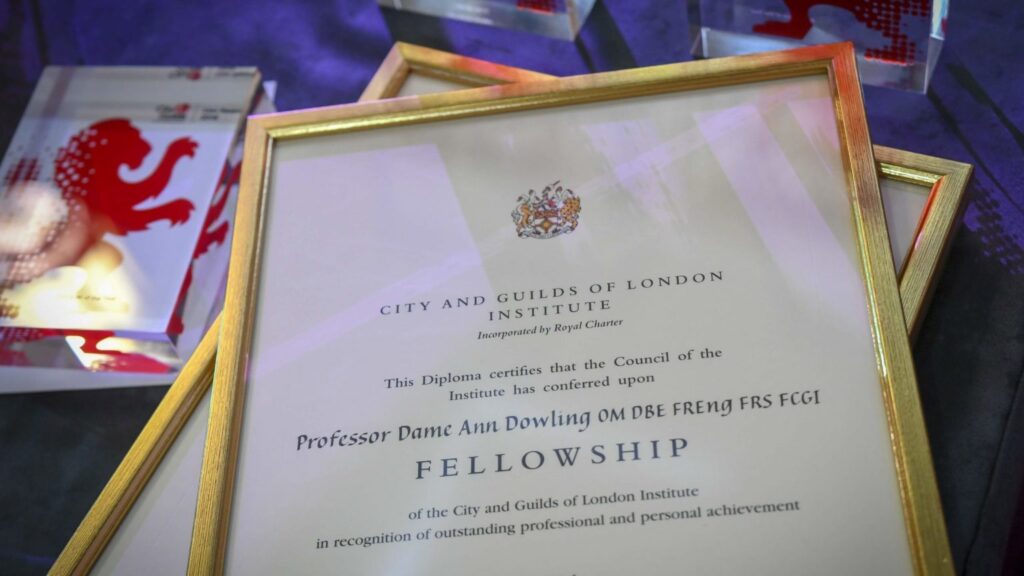 CITY AND GUILDS OF LONDON
INSTITUTE
Incorporated by Royal Charter
This Diploma certifies that the Council of the
Institute has conferred upon
Professor Dame Ann Dowling OM DBE FREng FRS FCGI
FELLOWSHIP
of the City and Guilds of London Institute
in recognition of outstanding professional and personal achievement